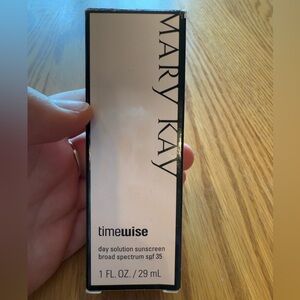 MARY KAY
timewise
day solution sunscreen
broad spectrum spf 35
1 FL. OZ. / 29 mL